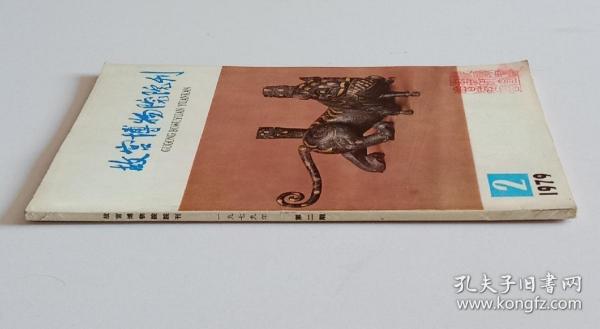 故宫博物院院刊
GUGONG BOWUYUAN YUANKAN
2
1979
故宫博物院院刊 一九七九年 第二期
孔夫子旧书网
www.kongfz.com